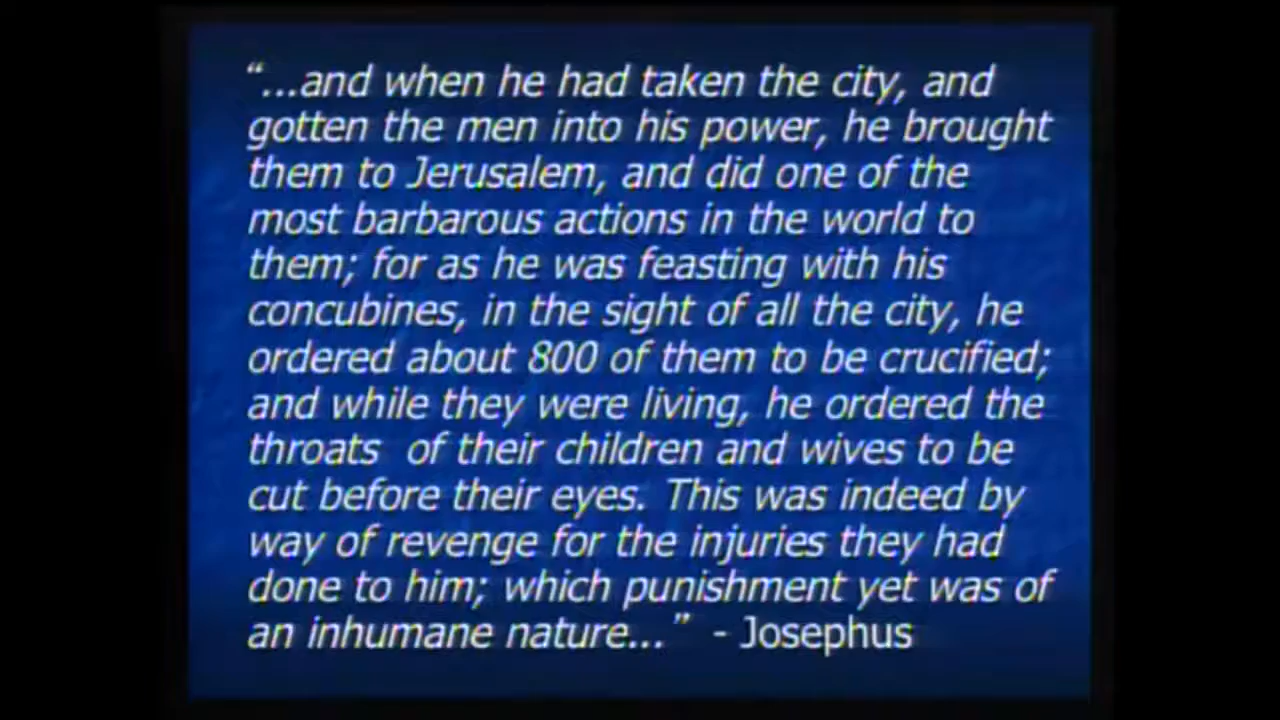 “...and when he had taken the city, and
gotten the men into his power, he brought
them to Jerusalem, and did one of the
most barbarous actions in the world to
them; for as he was feasting with his
concubines, in the sight of all the city, he
ordered about 800 of them to be crucified;
and while they were living, he ordered the
throats  of their children and wives to be
cut before their eyes. This was indeed by
way of revenge for the injuries they had
done to him; which punishment yet was of
an inhumane nature...”  - Josephus